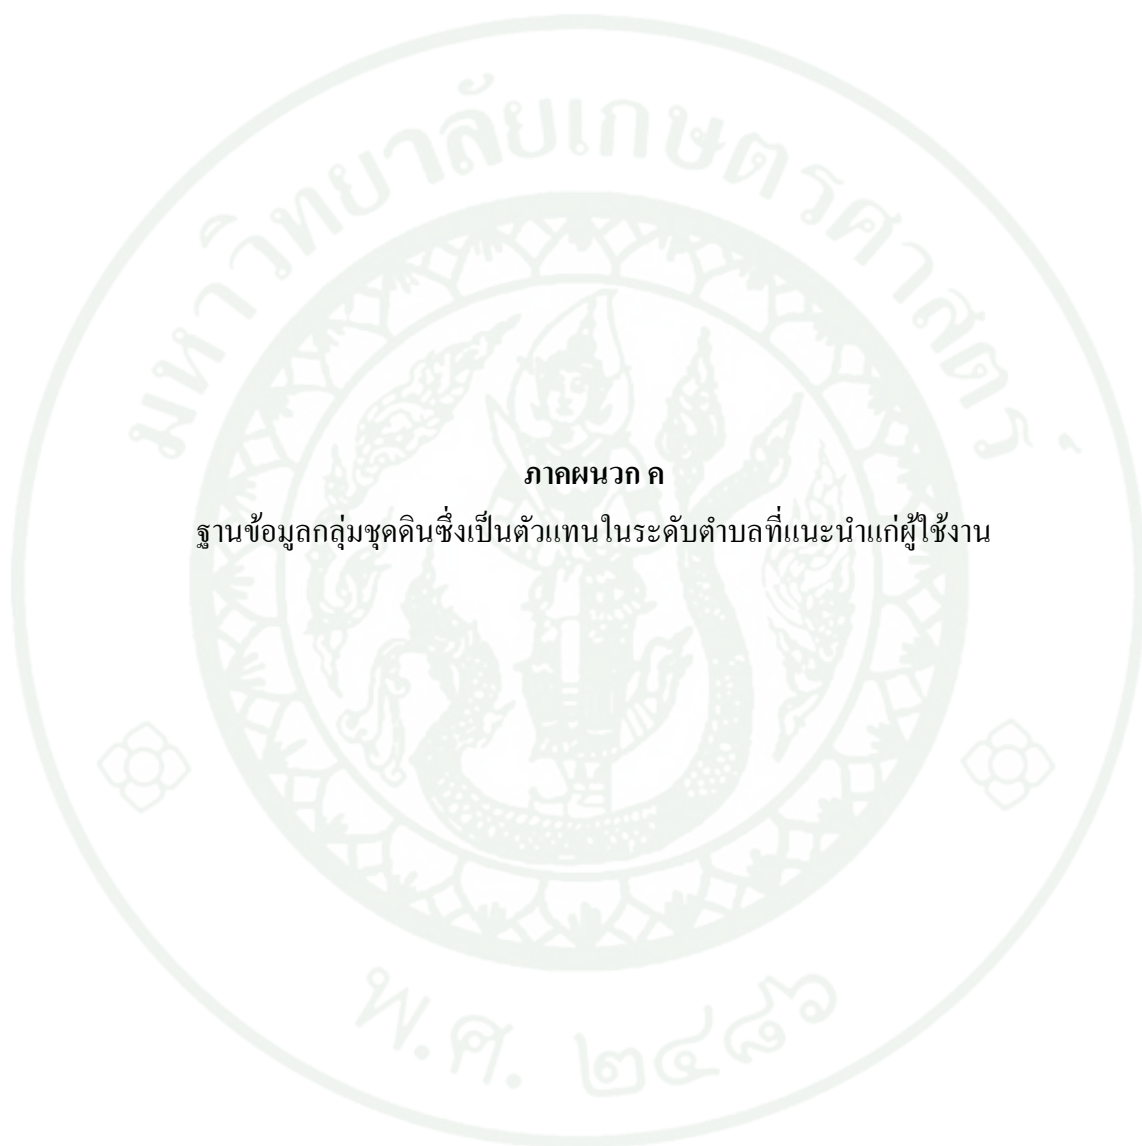 มหาวิทยาลัยเกษตรศาสตร์
ภาคผนวก ค
ฐานข้อมูลกลุ่มชุดดินซึ่งเป็นตัวแทนในระดับตำบลที่แนะนำแก่ผู้ใช้งาน
พ.ศ. ๒๔๘๖